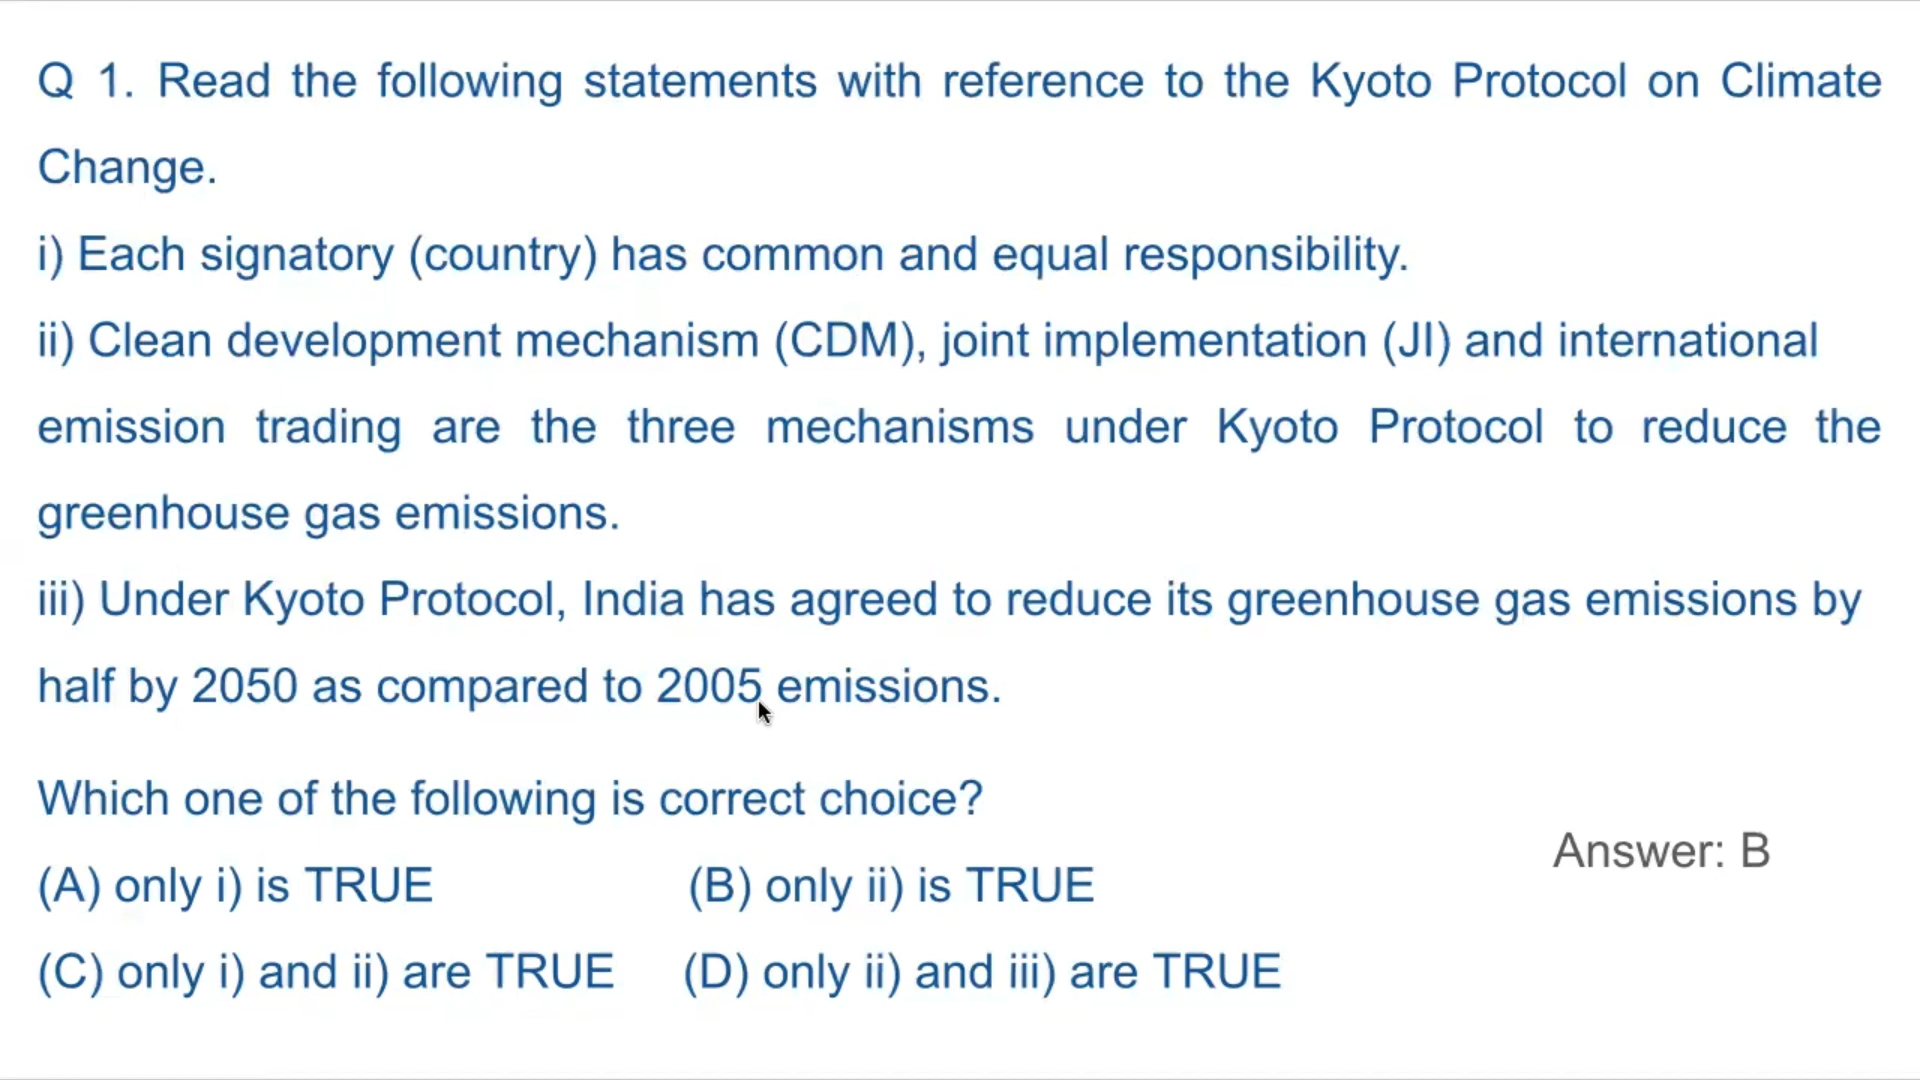 Q 1. Read the following statements with reference to the Kyoto Protocol on Climate
Change.
i) Each signatory (country) has common and equal responsibility.
ii) Clean development mechanism (CDM), joint implementation (JI) and international
emission trading are the three mechanisms under Kyoto Protocol to reduce the
greenhouse gas emissions.
iii) Under Kyoto Protocol, India has agreed to reduce its greenhouse gas emissions by
half by 2050 as compared to 2005 emissions.
Which one of the following is correct choice?
Answer: B
(A) only i) is TRUE (B) only ii) is TRUE
(C) only i) and ii) are TRUE (D) only ii) and iii) are TRUE